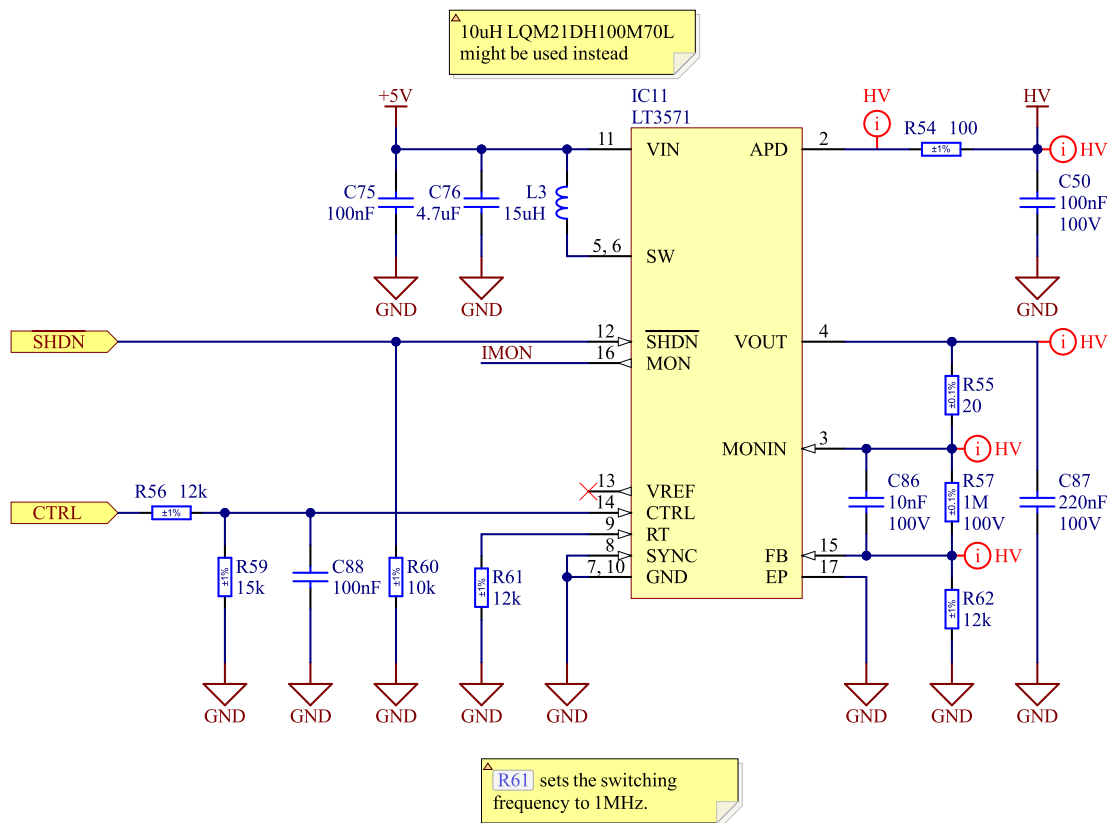 10uH LQM21DH100M70L
might be used instead
+5V
IC11
LT3571
HV
HV
11
VIN
APD
2
R54 100
±1%
HV
C75
100nF
C76
4.7uF
L3
15uH
C50
100nF
100V
5, 6
SW
GND
GND
GND
SHDN
12
SHDN
VOUT
4
HV
IMON
16
MON
R55
±0.1%
20
MONIN
3
HV
R56 12k
±1%
CTRL
13
VREF
14
CTRL
9
RT
8
SYNC
7, 10
GND
C86
10nF
100V
R57
±0.1%
1M
100V
C87
220nF
100V
FB
15
HV
EP
17
R59
±1%
15k
C88
100nF
R60
±1%
10k
R61
±1%
12k
R62
±1%
12k
GND
GND
GND
GND
GND
GND
GND
GND
R61 sets the switching
frequency to 1MHz.